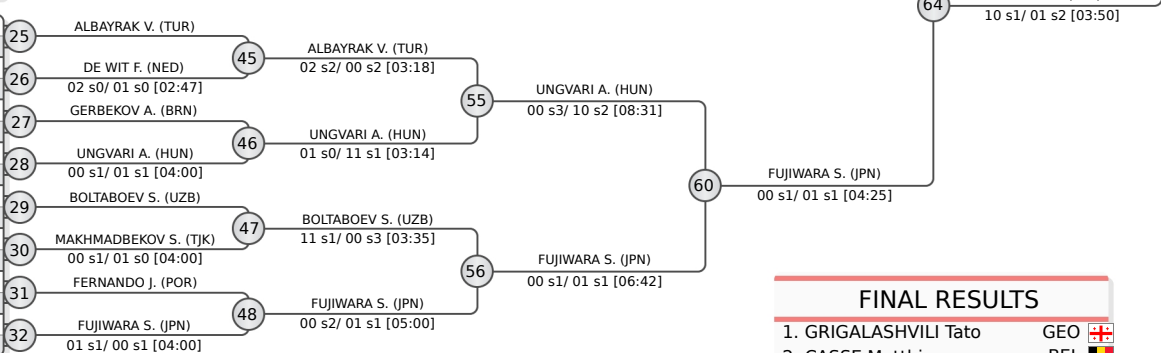 64
10 s1/ 01 s2 [03:50]
25
ALBAYRAK V. (TUR)
45
ALBAYRAK V. (TUR)
02 s2/ 00 s2 [03:18]
26
DE WIT F. (NED)
02 s0/ 01 s0 [02:47]
55
UNGVARI A. (HUN)
00 s3/ 10 s2 [08:31]
27
GERBEKOV A. (BRN)
46
UNGVARI A. (HUN)
01 s0/ 11 s1 [03:14]
28
UNGVARI A. (HUN)
00 s1/ 01 s1 [04:00]
60
FUJIWARA S. (JPN)
00 s1/ 01 s1 [04:25]
29
BOLTABOEV S. (UZB)
47
BOLTABOEV S. (UZB)
11 s1/ 00 s3 [03:35]
30
MAKHMADBEKOV S. (TJK)
00 s1/ 01 s0 [04:00]
56
FUJIWARA S. (JPN)
00 s1/ 01 s1 [06:42]
31
FERNANDO J. (POR)
48
FUJIWARA S. (JPN)
00 s2/ 01 s1 [05:00]
32
FUJIWARA S. (JPN)
01 s1/ 00 s1 [04:00]
FINAL RESULTS
1. GRIGALASHVILI Tato GEO